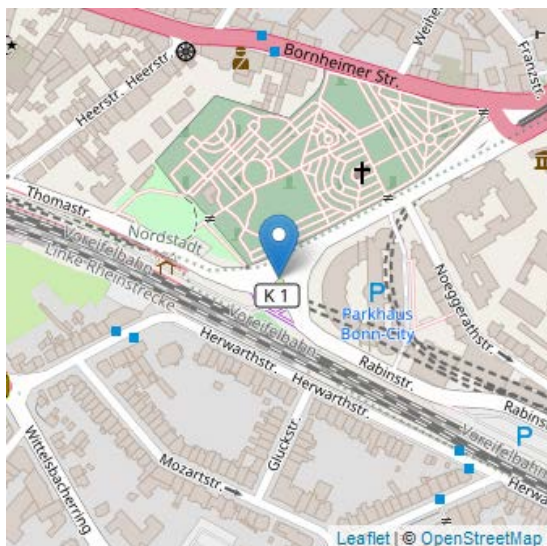 Bornheimer Str.
Weihe
Franzstr.
Heerstr.
Heerstr.
Thomastr.
Nordstadt
Voreifelbahn
Linke Rheinstrecke
K 1
Voreifelbahn
P
Parkhaus
Bonn-City
Noeggerathstr.
Rabinstr.
Rabinst
Herwarthstr.
Herwarthstr.
P
Voreifelbahn
Herwa
Gluckstr.
Mozartstr.
Wittelsbacherring
Leaflet | © OpenStreetMap